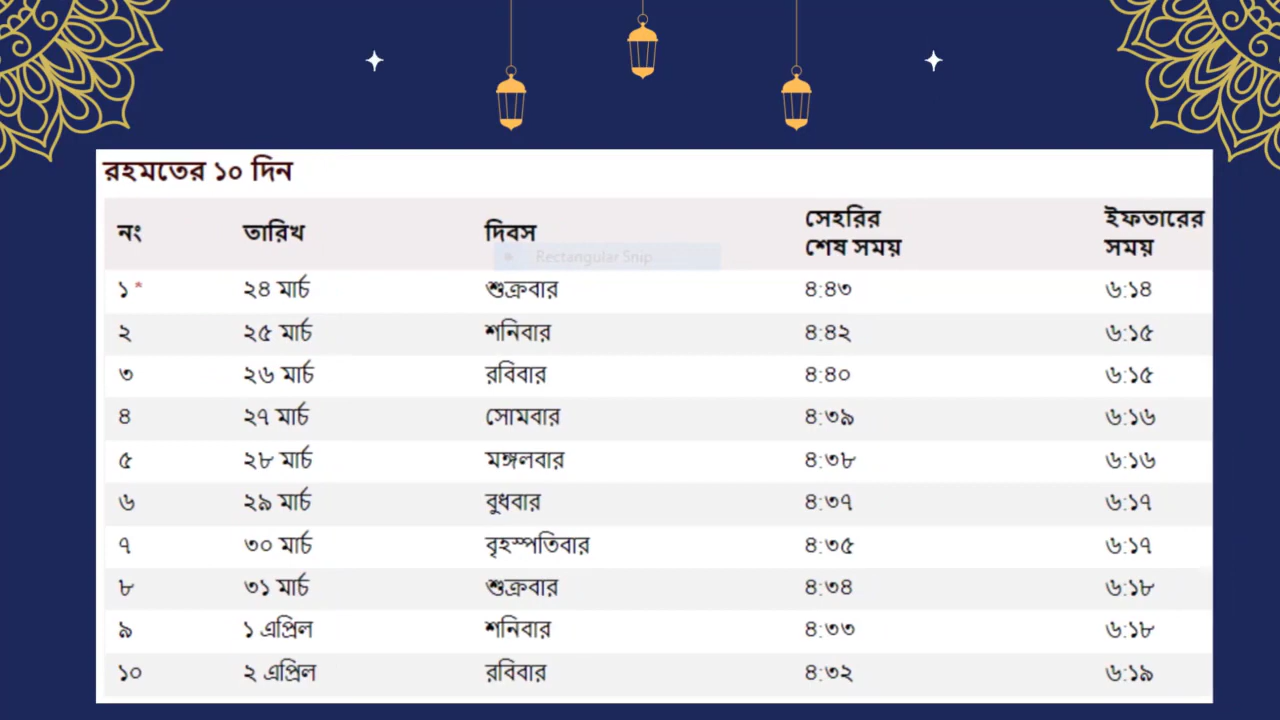 রহমতের ১০ দিন
নং তারিখ দিবস সেহরির শেষ সময় ইফতারের সময়
Rectangular Snip
১ * ২৪ মার্চ শুক্রবার ৪:৪৩ ৬:১৪
২ ২৫ মার্চ শনিবার ৪:৪২ ৬:১৫
৩ ২৬ মার্চ রবিবার ৪:৪০ ৬:১৫
৪ ২৭ মার্চ সোমবার ৪:৩৯ ৬:১৬
৫ ২৮ মার্চ মঙ্গলবার ৪:৩৮ ৬:১৬
৬ ২৯ মার্চ বুধবার ৪:৩৭ ৬:১৭
৭ ৩০ মার্চ বৃহস্পতিবার ৪:৩৫ ৬:১৭
৮ ৩১ মার্চ শুক্রবার ৪:৩৪ ৬:১৮
৯ ১ এপ্রিল শনিবার ৪:৩৩ ৬:১৮
১০ ২ এপ্রিল রবিবার ৪:৩২ ৬:১৯